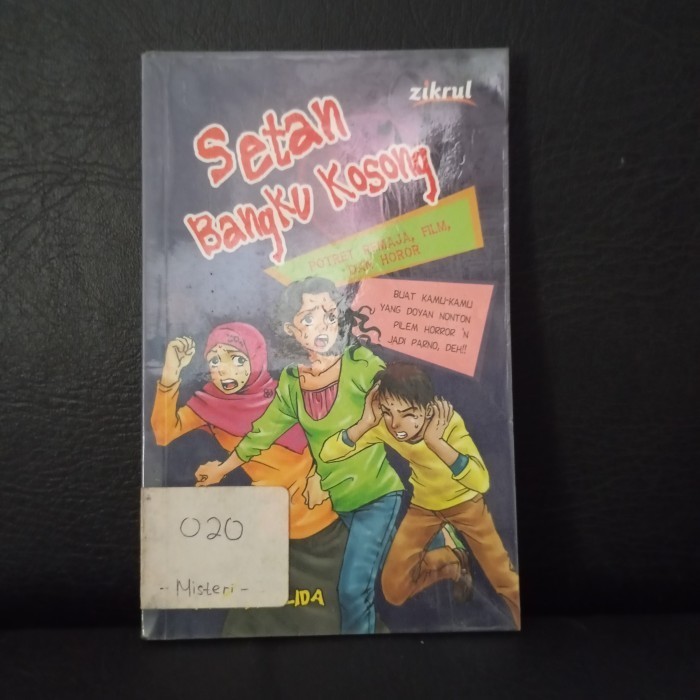 zikrul
Setan
Bangku Kosong
POTRET REMAJA, FILM,
DAN HOROR
BUAT KAMU-KAMU
YANG DOYAN NONTON
PILEM HORROR 'N
JADI PARNO, DEH!!
020
- Misteri -